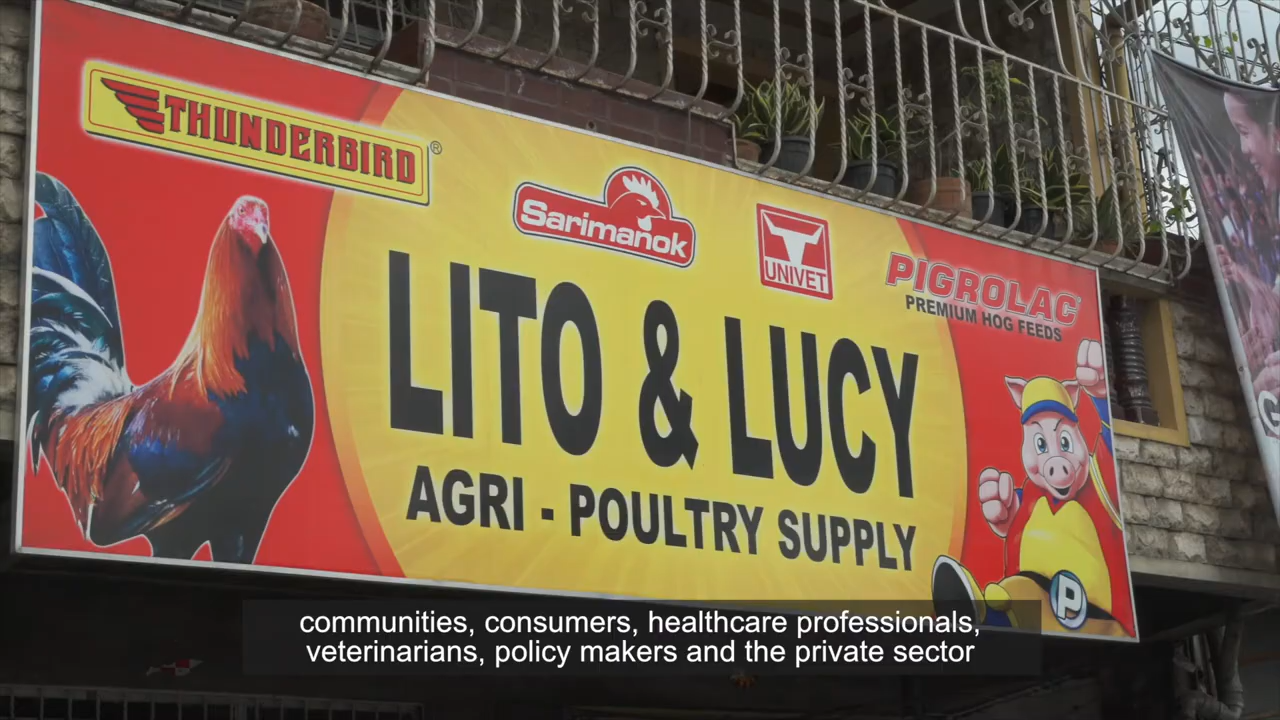 THUNDERBIRD®
Sarimanok
UNIVET
PIGROLAC
PREMIUM HOG FEEDS
LITO & LUCY
AGRI - POULTRY SUPPLY
P
communities, consumers, healthcare professionals,
veterinarians, policy makers and the private sector